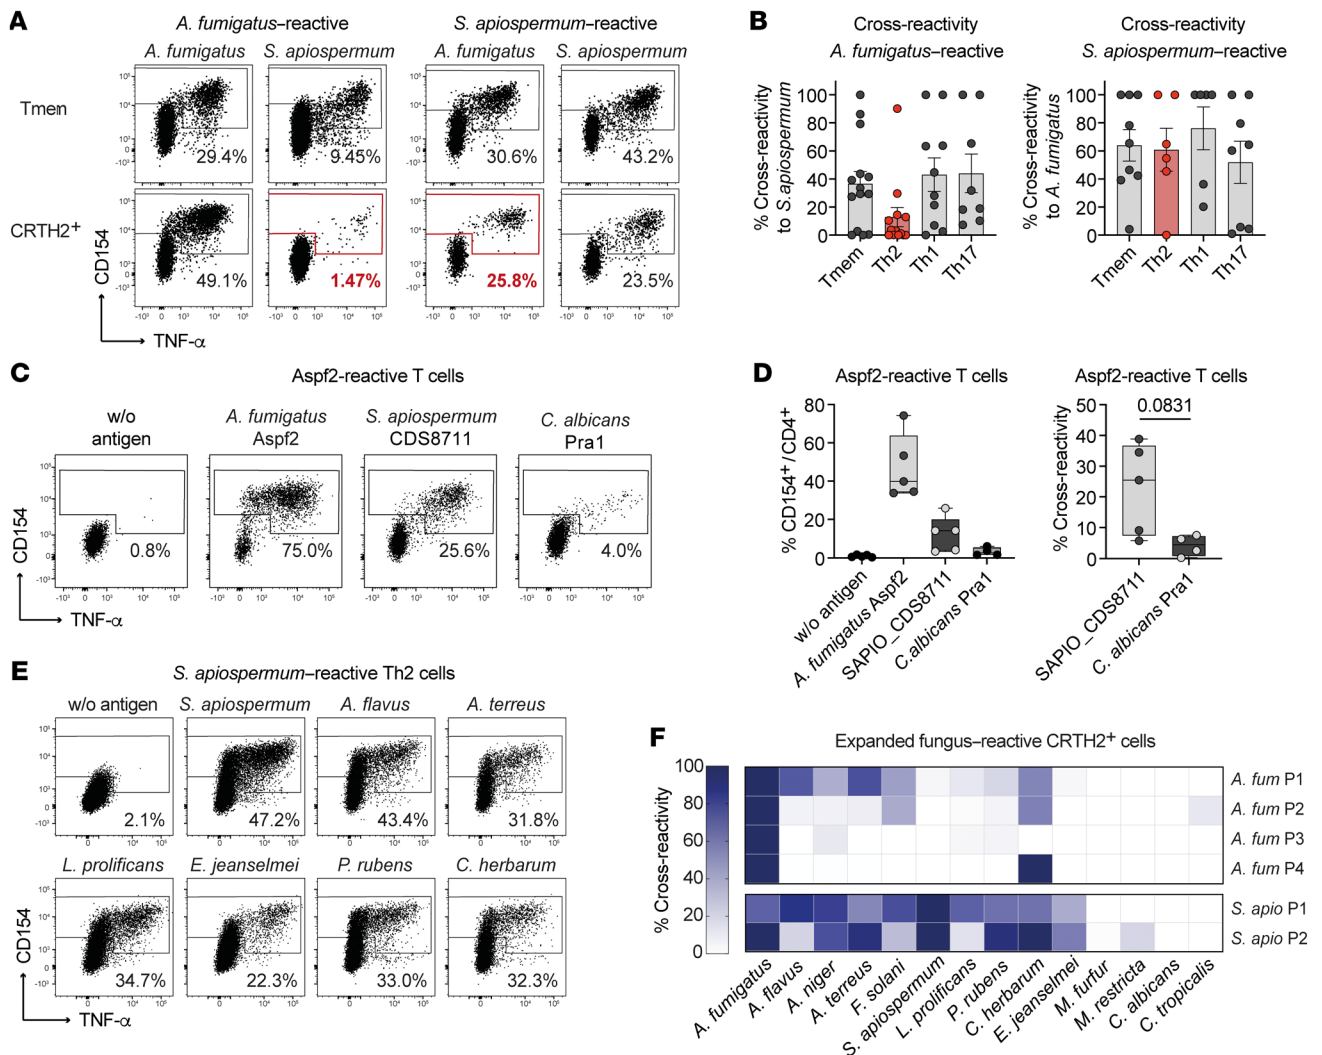 A
A. fumigatus–reactive
S. apiospermum–reactive
A. fumigatus
S. apiospermum
A. fumigatus
S. apiospermum
Tmen
29.4%
9.45%
30.6%
43.2%
CRTH2+
49.1%
1.47%
25.8%
23.5%
CD154
TNF-α
B
Cross-reactivity
A. fumigatus–reactive
% Cross-reactivity
to S.apiospermum
100
80
60
40
20
0
Tmem
Th2
Th1
Th17
Cross-reactivity
S. apiospermum–reactive
% Cross-reactivity
to A. fumigatus
100
80
60
40
20
0
Tmem
Th2
Th1
Th17
C
Aspf2-reactive T cells
w/o
antigen
A. fumigatus
Aspf2
S. apiospermum
CDS8711
C. albicans
Pra1
0.8%
75.0%
25.6%
4.0%
CD154
TNF-α
D
Aspf2-reactive T cells
% CD154+/CD4+
80
60
40
20
0
w/o antigen
A. fumigatus Aspf2
SAPIO_CDS8711
C.albicans Pra1
Aspf2-reactive T cells
% Cross-reactivity
50
40
30
20
10
0
0.0831
SAPIO_CDS8711
C. albicans Pra1
E
S. apiospermum–reactive Th2 cells
w/o antigen
S. apiospermum
A. flavus
A. terreus
2.1%
47.2%
43.4%
31.8%
L. prolificans
E. jeanselmei
P. rubens
C. herbarum
34.7%
22.3%
33.0%
32.3%
CD154
TNF-α
F
Expanded fungus–reactive CRTH2+ cells
% Cross-reactivity
100
80
60
40
20
0
A. fum P1
A. fum P2
A. fum P3
A. fum P4
S. apio P1
S. apio P2
A. fumigatus
A. flavus
A. niger
A. terreus
F. solani
S. apiospermum
L. prolificans
P. rubens
C. herbarum
E. jeanselmei
M. furfur
M. restricta
C. albicans
C. tropicalis